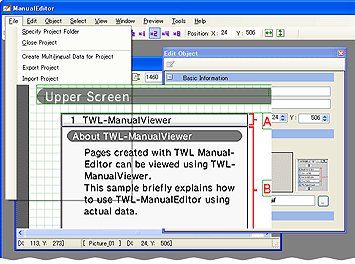 ManualEditor
File Edit Object Select View Window Preview Tools Help
Specify Project Folder
Close Project
Create Multilingual Data for Project
Export Project
Import Project
Position X: 24 Y: 506
1460
Edit Object
Basic Information
24 Y: 506
Upper Screen
1 TWL-ManualViewer
About TWL-ManualViewer
Pages created with TWL Manual-
Editor can be viewed using TWL-
ManualViewer.
This sample briefly explains how
to use TWL-ManualEditor using
actual data.
A
B
[X: 113, Y: 273] [ Picture_01 ] [X: 24, Y: 506]